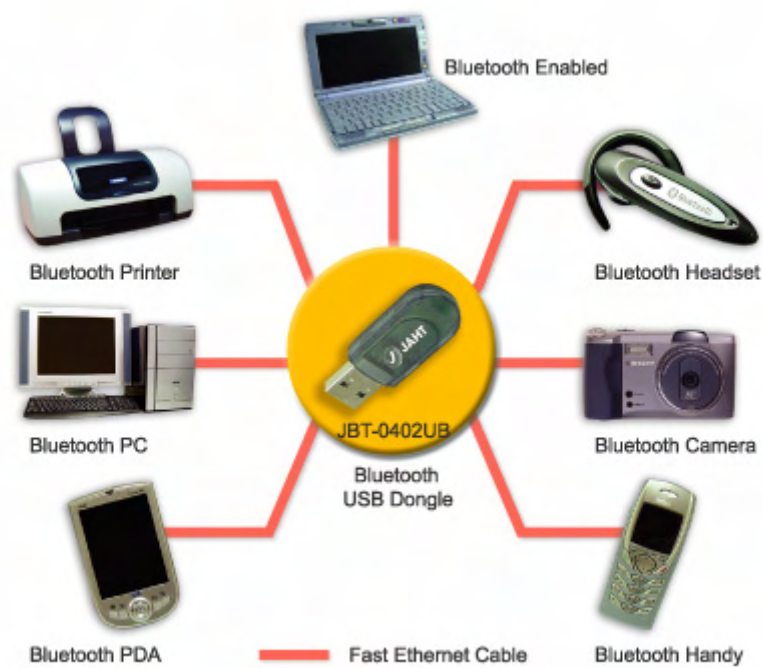 Bluetooth Enabled
Bluetooth
Bluetooth Printer
Bluetooth Headset
JAHT
JBT-0402UB
Bluetooth PC
Bluetooth
USB Dongle
Bluetooth Camera
Bluetooth PDA
Fast Ethernet Cable
Bluetooth Handy